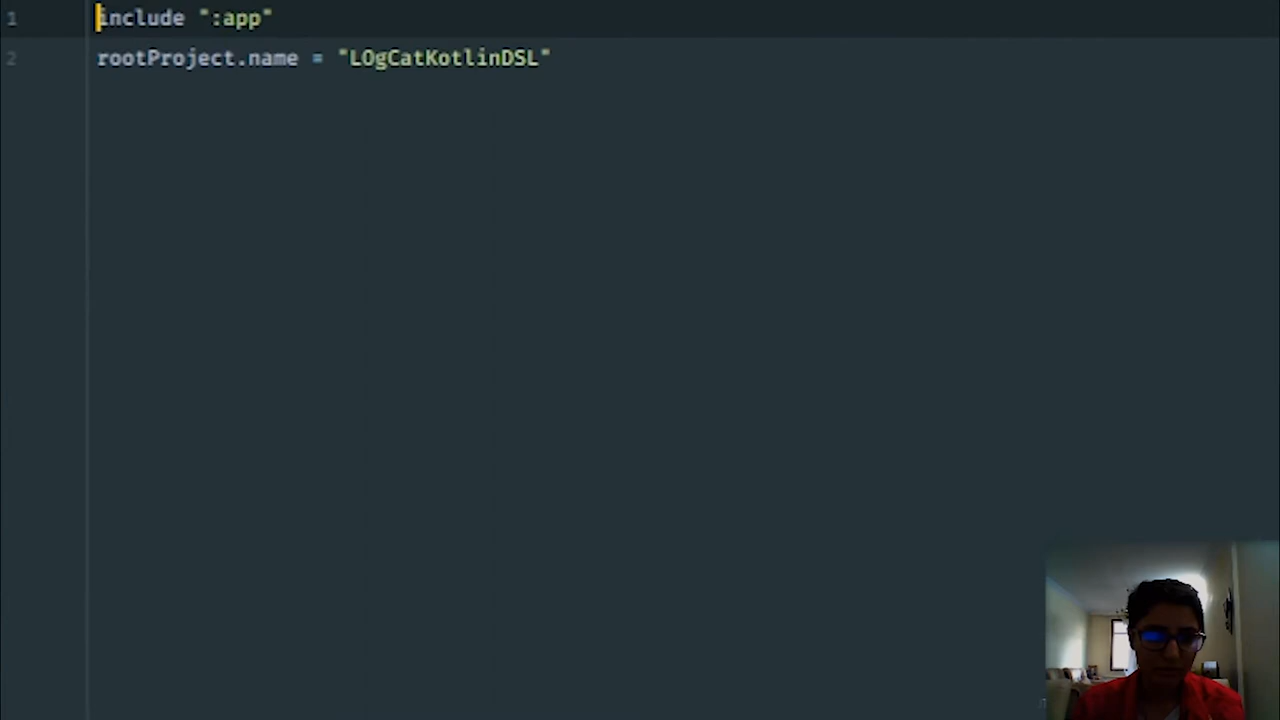 1 include ":app"
2 rootProject.name = "LOgCatKotlinDSL"